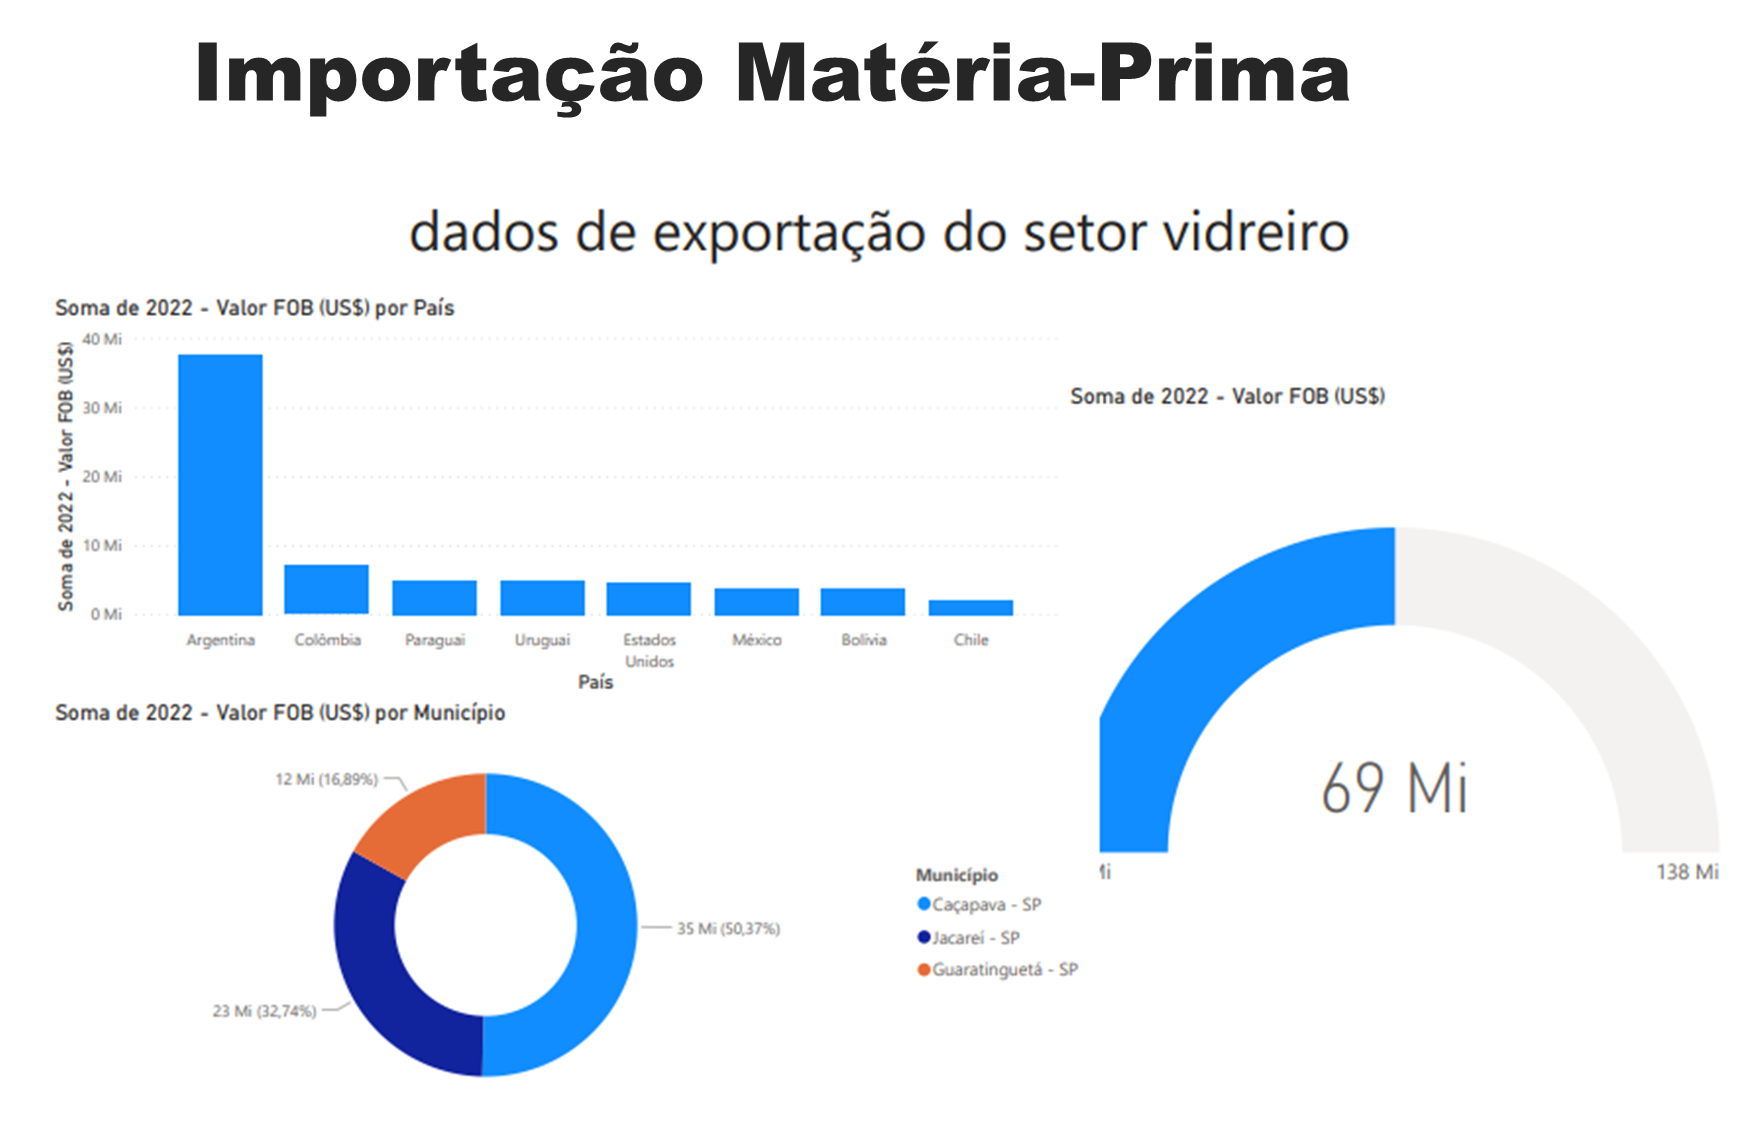 Importação Matéria-Prima
dados de exportação do setor vidreiro
Soma de 2022 - Valor FOB (US$) por País
Soma de 2022 - Valor FOB (US$)
40 Mi
30 Mi
20 Mi
10 Mi
0 Mi
Argentina
Colômbia
Paraguai
Uruguai
Estados
Unidos
México
Bolívia
Chile
País
Soma de 2022 - Valor FOB (US$)
69 Mi
138 Mi
Soma de 2022 - Valor FOB (US$) por Município
12 Mi (16,89%)
35 Mi (50,37%)
23 Mi (32,74%)
Município
Caçapava - SP
Jacareí - SP
Guaratinguetá - SP